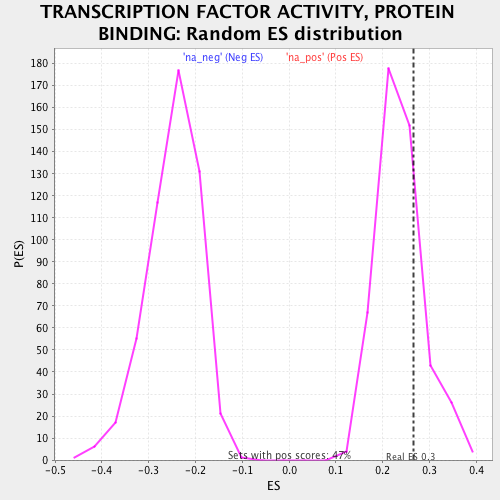 TRANSCRIPTION FACTOR ACTIVITY, PROTEIN
BINDING: Random ES distribution
'na_neg' (Neg ES) 'na_pos' (Pos ES)
180
170
160
150
140
130
120
110
100
90
80
70
60
50
40
30
20
10
0
P(ES)
Sets with pos scores: 47%
Real ES 0,3
-0.5 -0.4 -0.3 -0.2 -0.1 0.0 0.1 0.2 0.3 0.4
ES